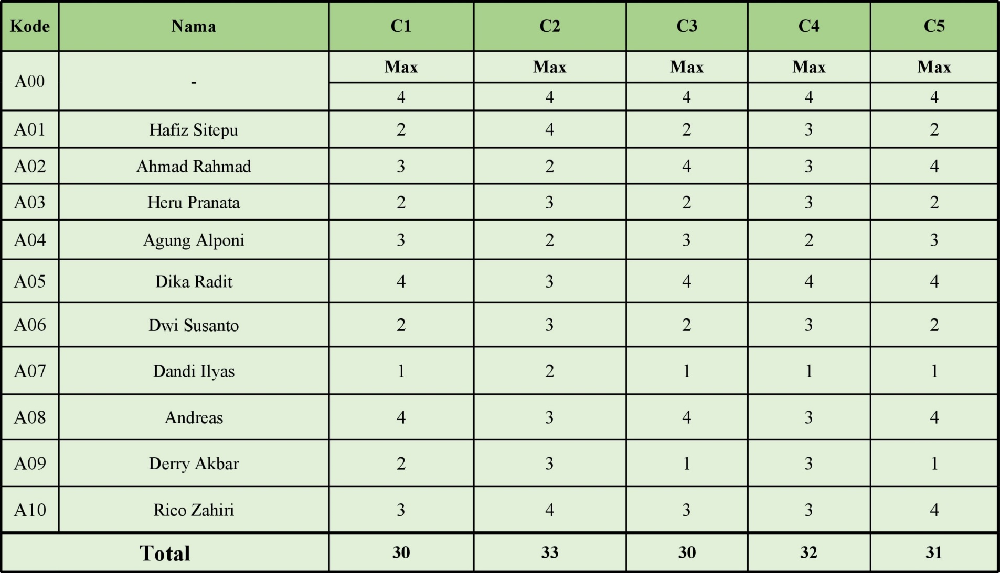 Kode Nama C1 C2 C3 C4 C5
A00 - Max Max Max Max Max
4 4 4 4 4
A01 Hafiz Sitepu 2 4 2 3 2
A02 Ahmad Rahmad 3 2 4 3 4
A03 Heru Pranata 2 3 2 3 2
A04 Agung Alponi 3 2 3 2 3
A05 Dika Radit 4 3 4 4 4
A06 Dwi Susanto 2 3 2 3 2
A07 Dandi Ilyas 1 2 1 1 1
A08 Andreas 4 3 4 3 4
A09 Derry Akbar 2 3 1 3 1
A10 Rico Zahiri 3 4 3 3 4
Total 30 33 30 32 31